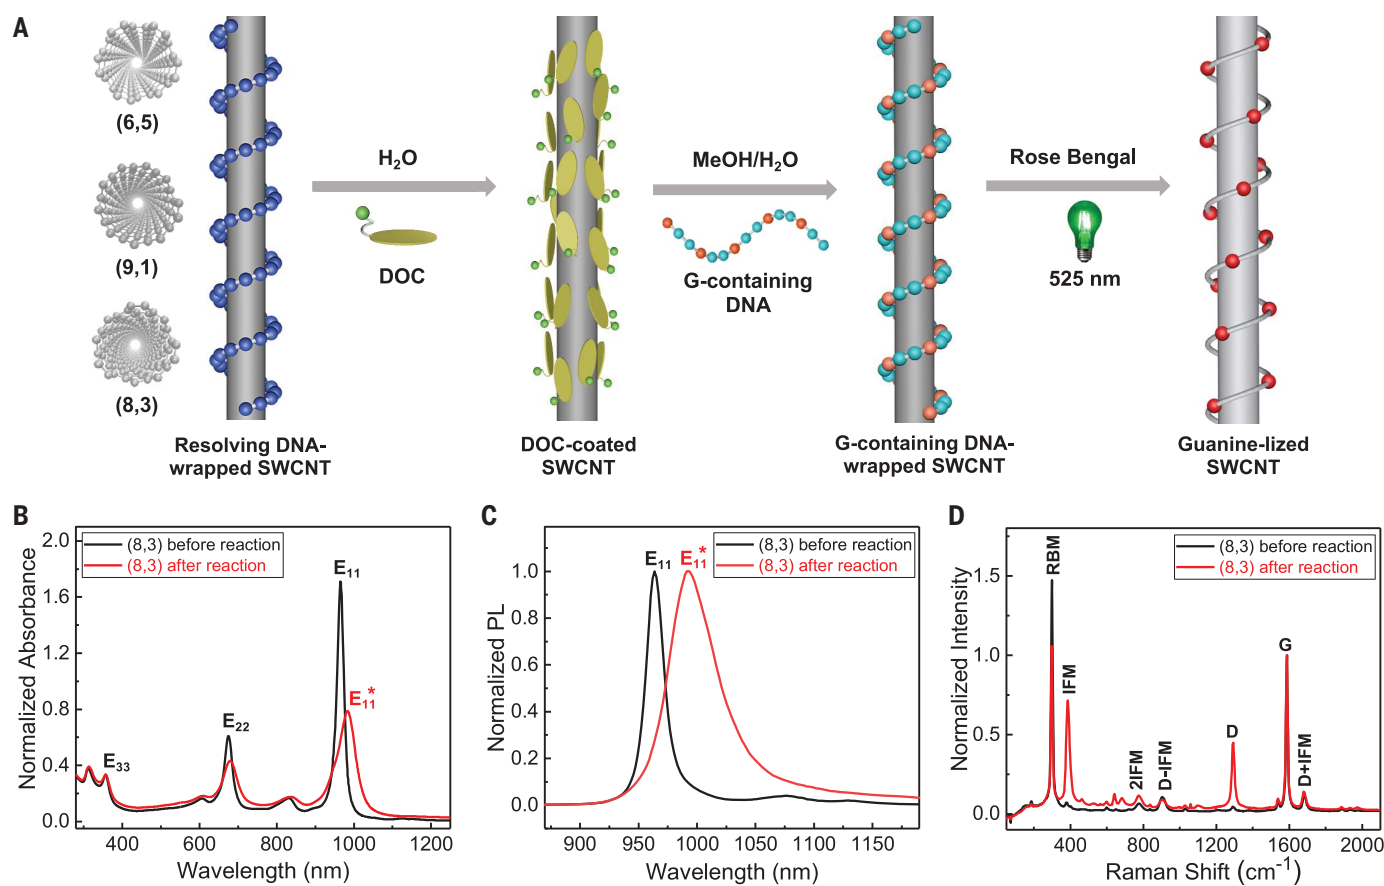 A
(6,5)
(9,1)
(8,3)
H₂O
DOC
MeOH/H₂O
G-containing
DNA
Rose Bengal
525 nm
Resolving DNA-
wrapped SWCNT
DOC-coated
SWCNT
G-containing DNA-
wrapped SWCNT
Guanine-lized
SWCNT
B
(8,3) before reaction
(8,3) after reaction
E₁₁
E₁₁*
E₂₂
E₃₃
2.0
1.6
1.2
0.8
0.4
0.0
Normalized Absorbance
400 600 800 1000 1200
Wavelength (nm)
C
(8,3) before reaction
(8,3) after reaction
E₁₁
E₁₁*
1.0
0.8
0.6
0.4
0.2
0.0
Normalized PL
900 950 1000 1050 1100 1150
Wavelength (nm)
D
(8,3) before reaction
(8,3) after reaction
RBM
IFM
2IFM
D-IFM
D
G
D+IFM
1.5
1.0
0.5
0.0
Normalized Intensity
400 800 1200 1600 2000
Raman Shift (cm⁻¹)